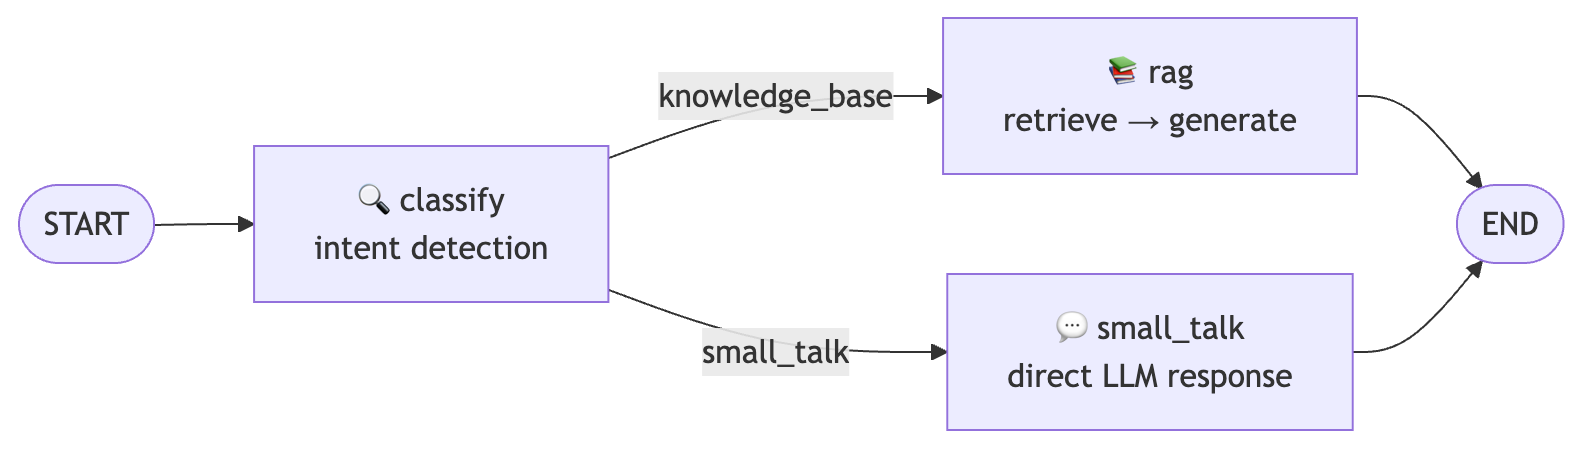 START
🔍 classify
intent detection
knowledge_base
small_talk
📚 rag
retrieve → generate
💬 small_talk
direct LLM response
END